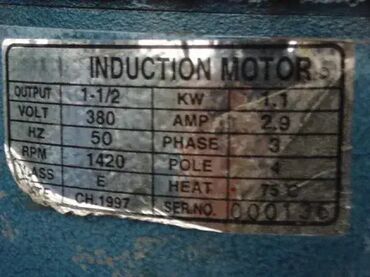 INDUCTION MOTOR
OUTPUT 1-1/2 KW 1.1
VOLT 380 AMP 2.9
HZ 50 PHASE 3
RPM 1420 POLE 4
E HEAT 75°C
CH.1997 SER.NO. 000136